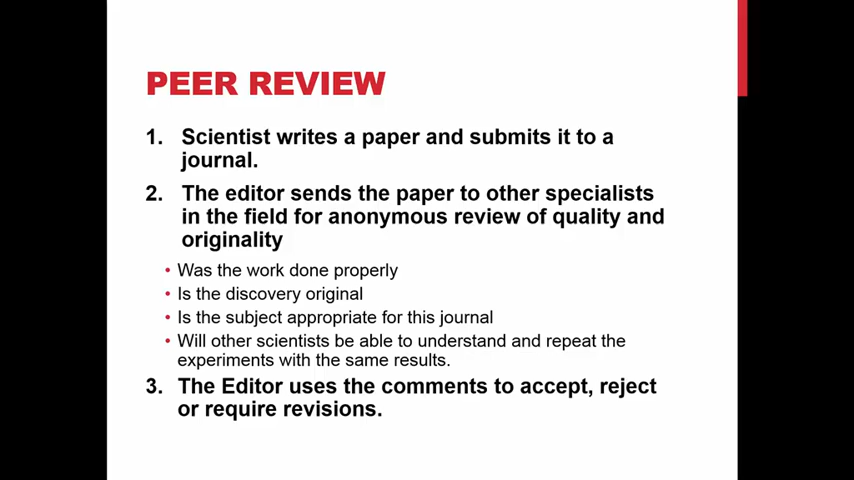 PEER REVIEW
1. Scientist writes a paper and submits it to a
journal.
2. The editor sends the paper to other specialists
in the field for anonymous review of quality and
originality
• Was the work done properly
• Is the discovery original
• Is the subject appropriate for this journal
• Will other scientists be able to understand and repeat the
experiments with the same results.
3. The Editor uses the comments to accept, reject
or require revisions.